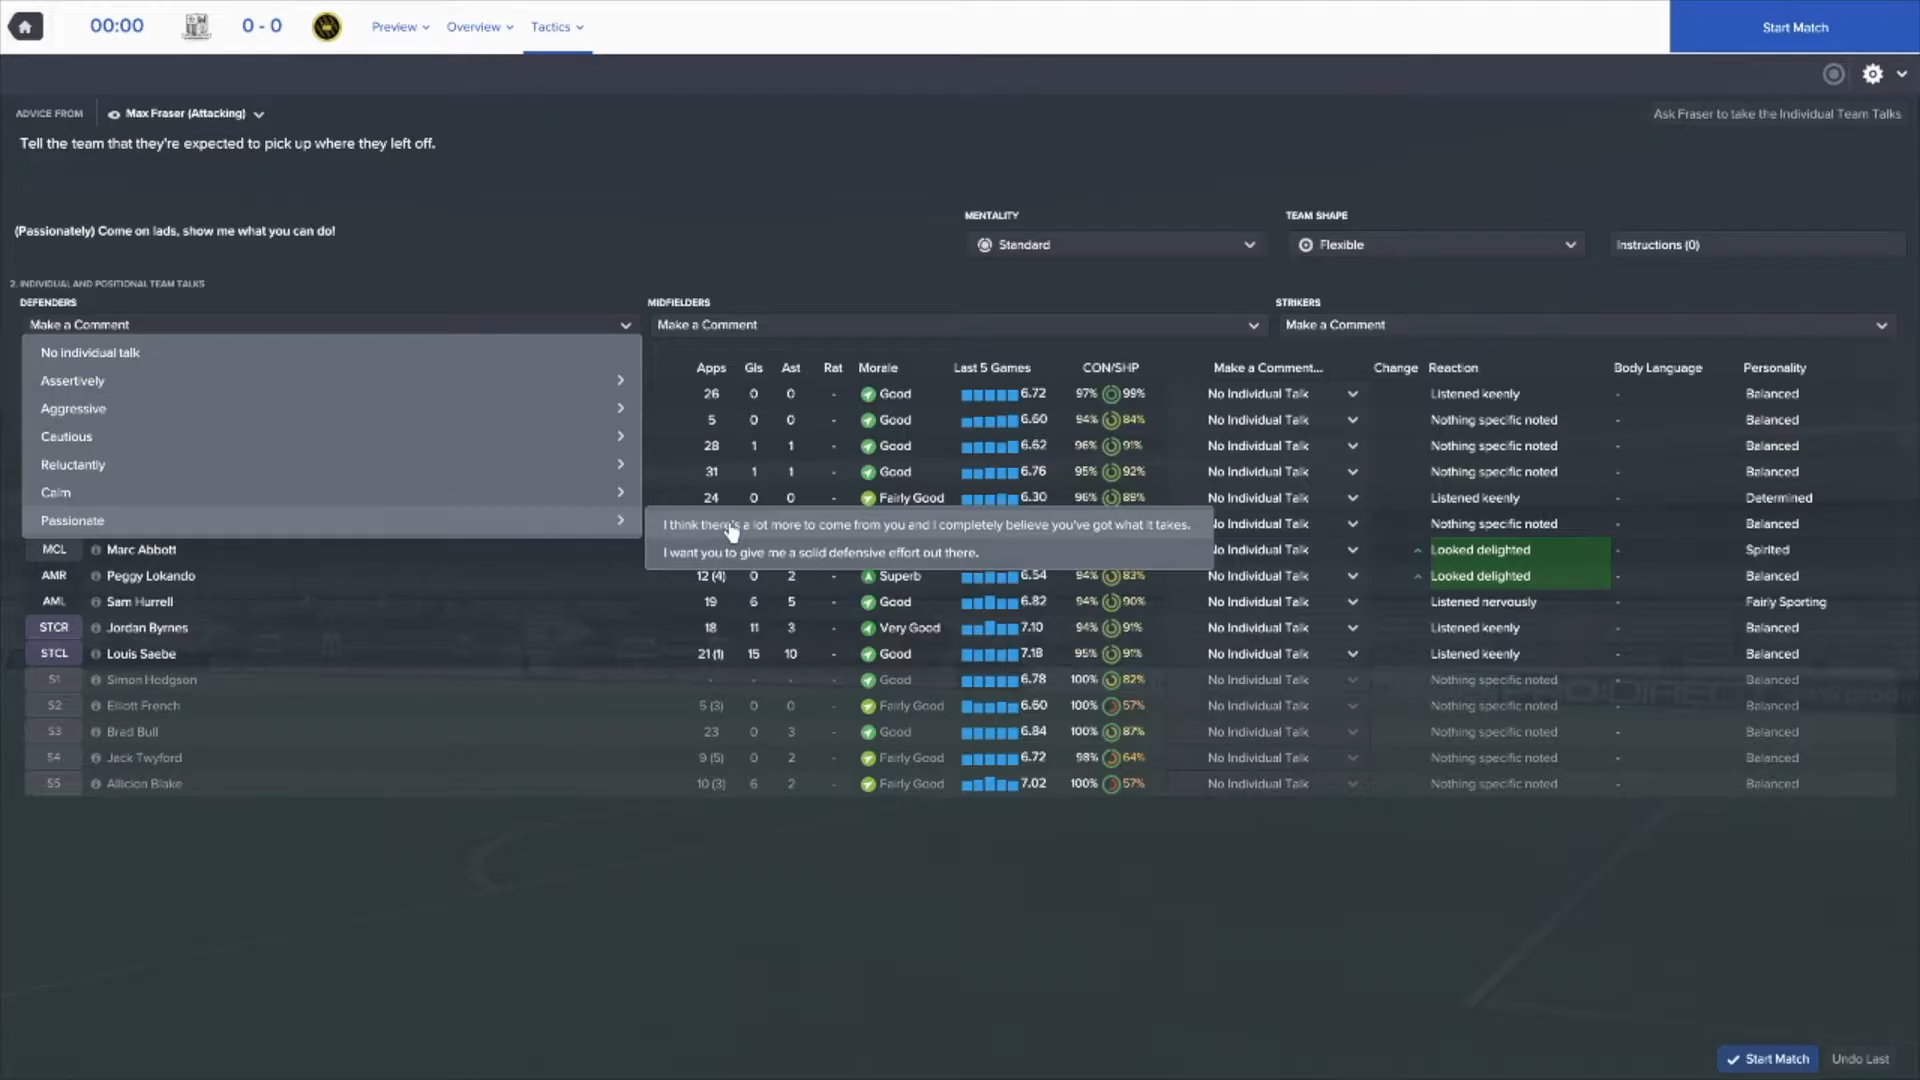 00:00
0 - 0
Preview
Overview
Tactics
Start Match
ADVICE FROM
Max Fraser (Attacking)
Ask Fraser to take the Individual Team Talks
Tell the team that they're expected to pick up where they left off.
MENTALITY
TEAM SHAPE
(Passionately) Come on lads, show me what you can do!
Standard
Flexible
Instructions (0)
2. INDIVIDUAL AND POSITIONAL TEAM TALKS
DEFENDERS
MIDFIELDERS
STRIKERS
Make a Comment
Make a Comment
Make a Comment
No individual talk
Assertively
Aggressive
Cautious
Reluctantly
Calm
Passionate
I think there's a lot more to come from you and I completely believe you've got what it takes.
I want you to give me a solid defensive effort out there.
Apps Gls Ast Rat Morale Last 5 Games CON/SHP Make a Comment... Change Reaction Body Language Personality
26 0 0 - Good 6.72 97% 99% No Individual Talk Listened keenly - Balanced
5 0 0 - Good 6.60 94% 84% No Individual Talk Nothing specific noted - Balanced
28 1 1 - Good 6.62 96% 91% No Individual Talk Nothing specific noted - Balanced
31 1 1 - Good 6.76 95% 92% No Individual Talk Nothing specific noted - Balanced
24 0 0 - Fairly Good 6.30 96% 89% No Individual Talk Listened keenly - Determined
No Individual Talk Nothing specific noted - Balanced
MCL Marc Abbott No Individual Talk Looked delighted - Spirited
AMR Peggy Lokando 12 (4) 0 2 - Superb 6.54 94% 83% No Individual Talk Looked delighted - Balanced
AML Sam Hurrell 19 6 5 - Good 6.82 94% 90% No Individual Talk Listened nervously - Fairly Sporting
STCR Jordan Byrnes 18 11 3 - Very Good 7.10 94% 91% No Individual Talk Listened keenly - Balanced
STCL Louis Saebe 21 (1) 15 10 - Good 7.18 95% 91% No Individual Talk Listened keenly - Balanced
S1 Simon Hodgson - - - - Good 6.78 100% 82% No Individual Talk Nothing specific noted - Balanced
S2 Elliott French 5 (3) 0 0 - Fairly Good 6.60 100% 57% No Individual Talk Nothing specific noted - Balanced
S3 Brad Bull 23 0 3 - Good 6.84 100% 87% No Individual Talk Nothing specific noted - Balanced
S4 Jack Twyford 9 (5) 0 2 - Fairly Good 6.72 98% 64% No Individual Talk Nothing specific noted - Balanced
S5 Allicion Blake 10 (3) 6 2 - Fairly Good 7.02 100% 57% No Individual Talk Nothing specific noted - Balanced
Start Match
Undo Last